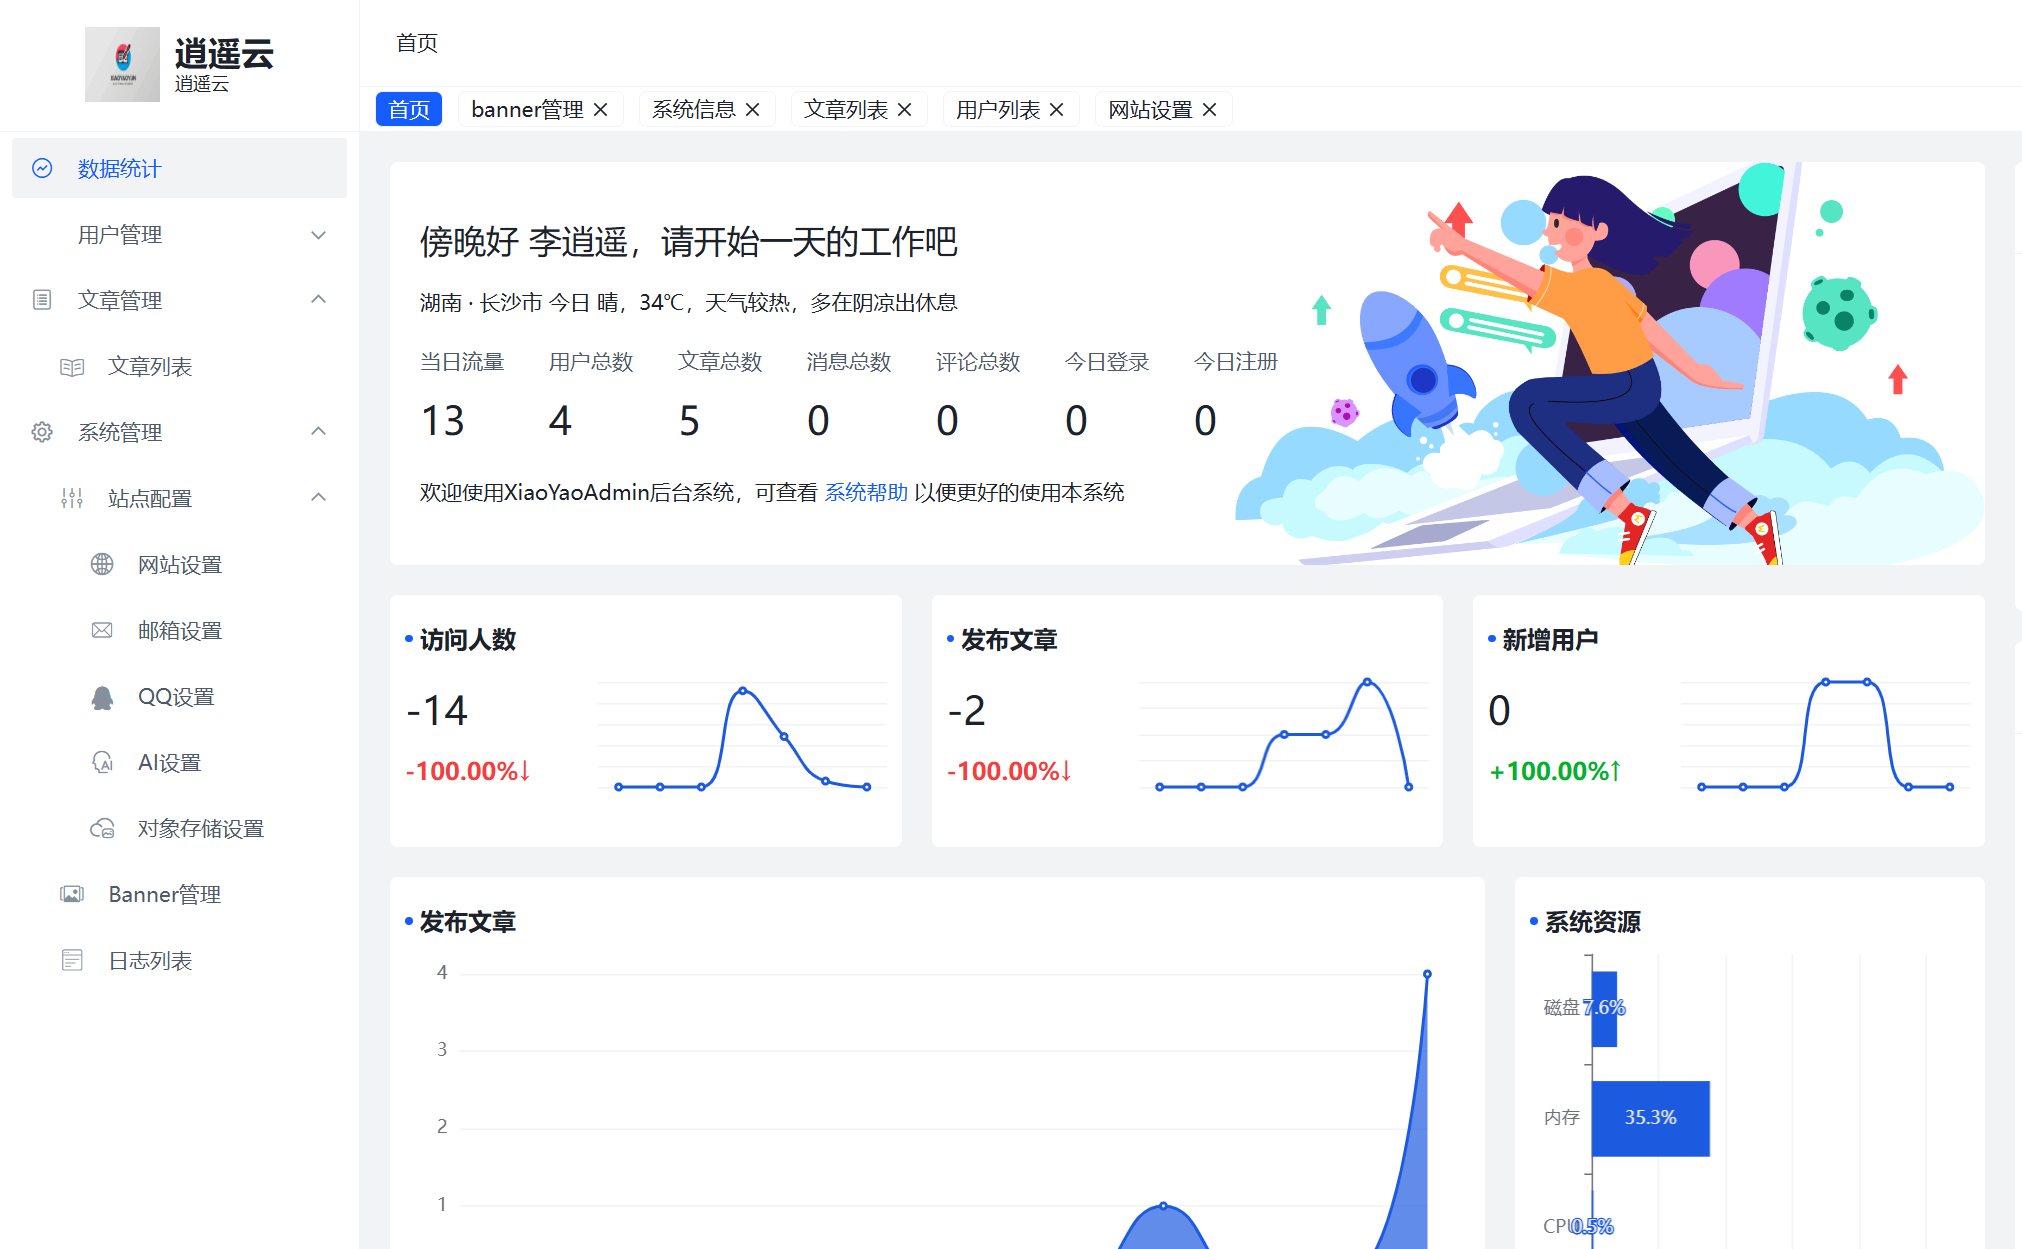 逍遥云
逍遥云
数据统计
用户管理
文章管理
文章列表
系统管理
站点配置
网站设置
邮箱设置
QQ设置
AI设置
对象存储设置
Banner管理
日志列表
首页
首页 banner管理 系统信息 文章列表 用户列表 网站设置
傍晚好 李逍遥，请开始一天的工作吧
湖南 · 长沙市 今日 晴，34℃，天气较热，多在阴凉出休息
当日流量 用户总数 文章总数 消息总数 评论总数 今日登录 今日注册
13 4 5 0 0 0 0
欢迎使用XiaoYaoAdmin后台系统，可查看 系统帮助 以便更好的使用本系统
访问人数
-14
-100.00%↓
发布文章
-2
-100.00%↓
新增用户
0
+100.00%↑
发布文章
4
3
2
1
系统资源
磁盘 7.6%
内存 35.3%
CPU 0.5%